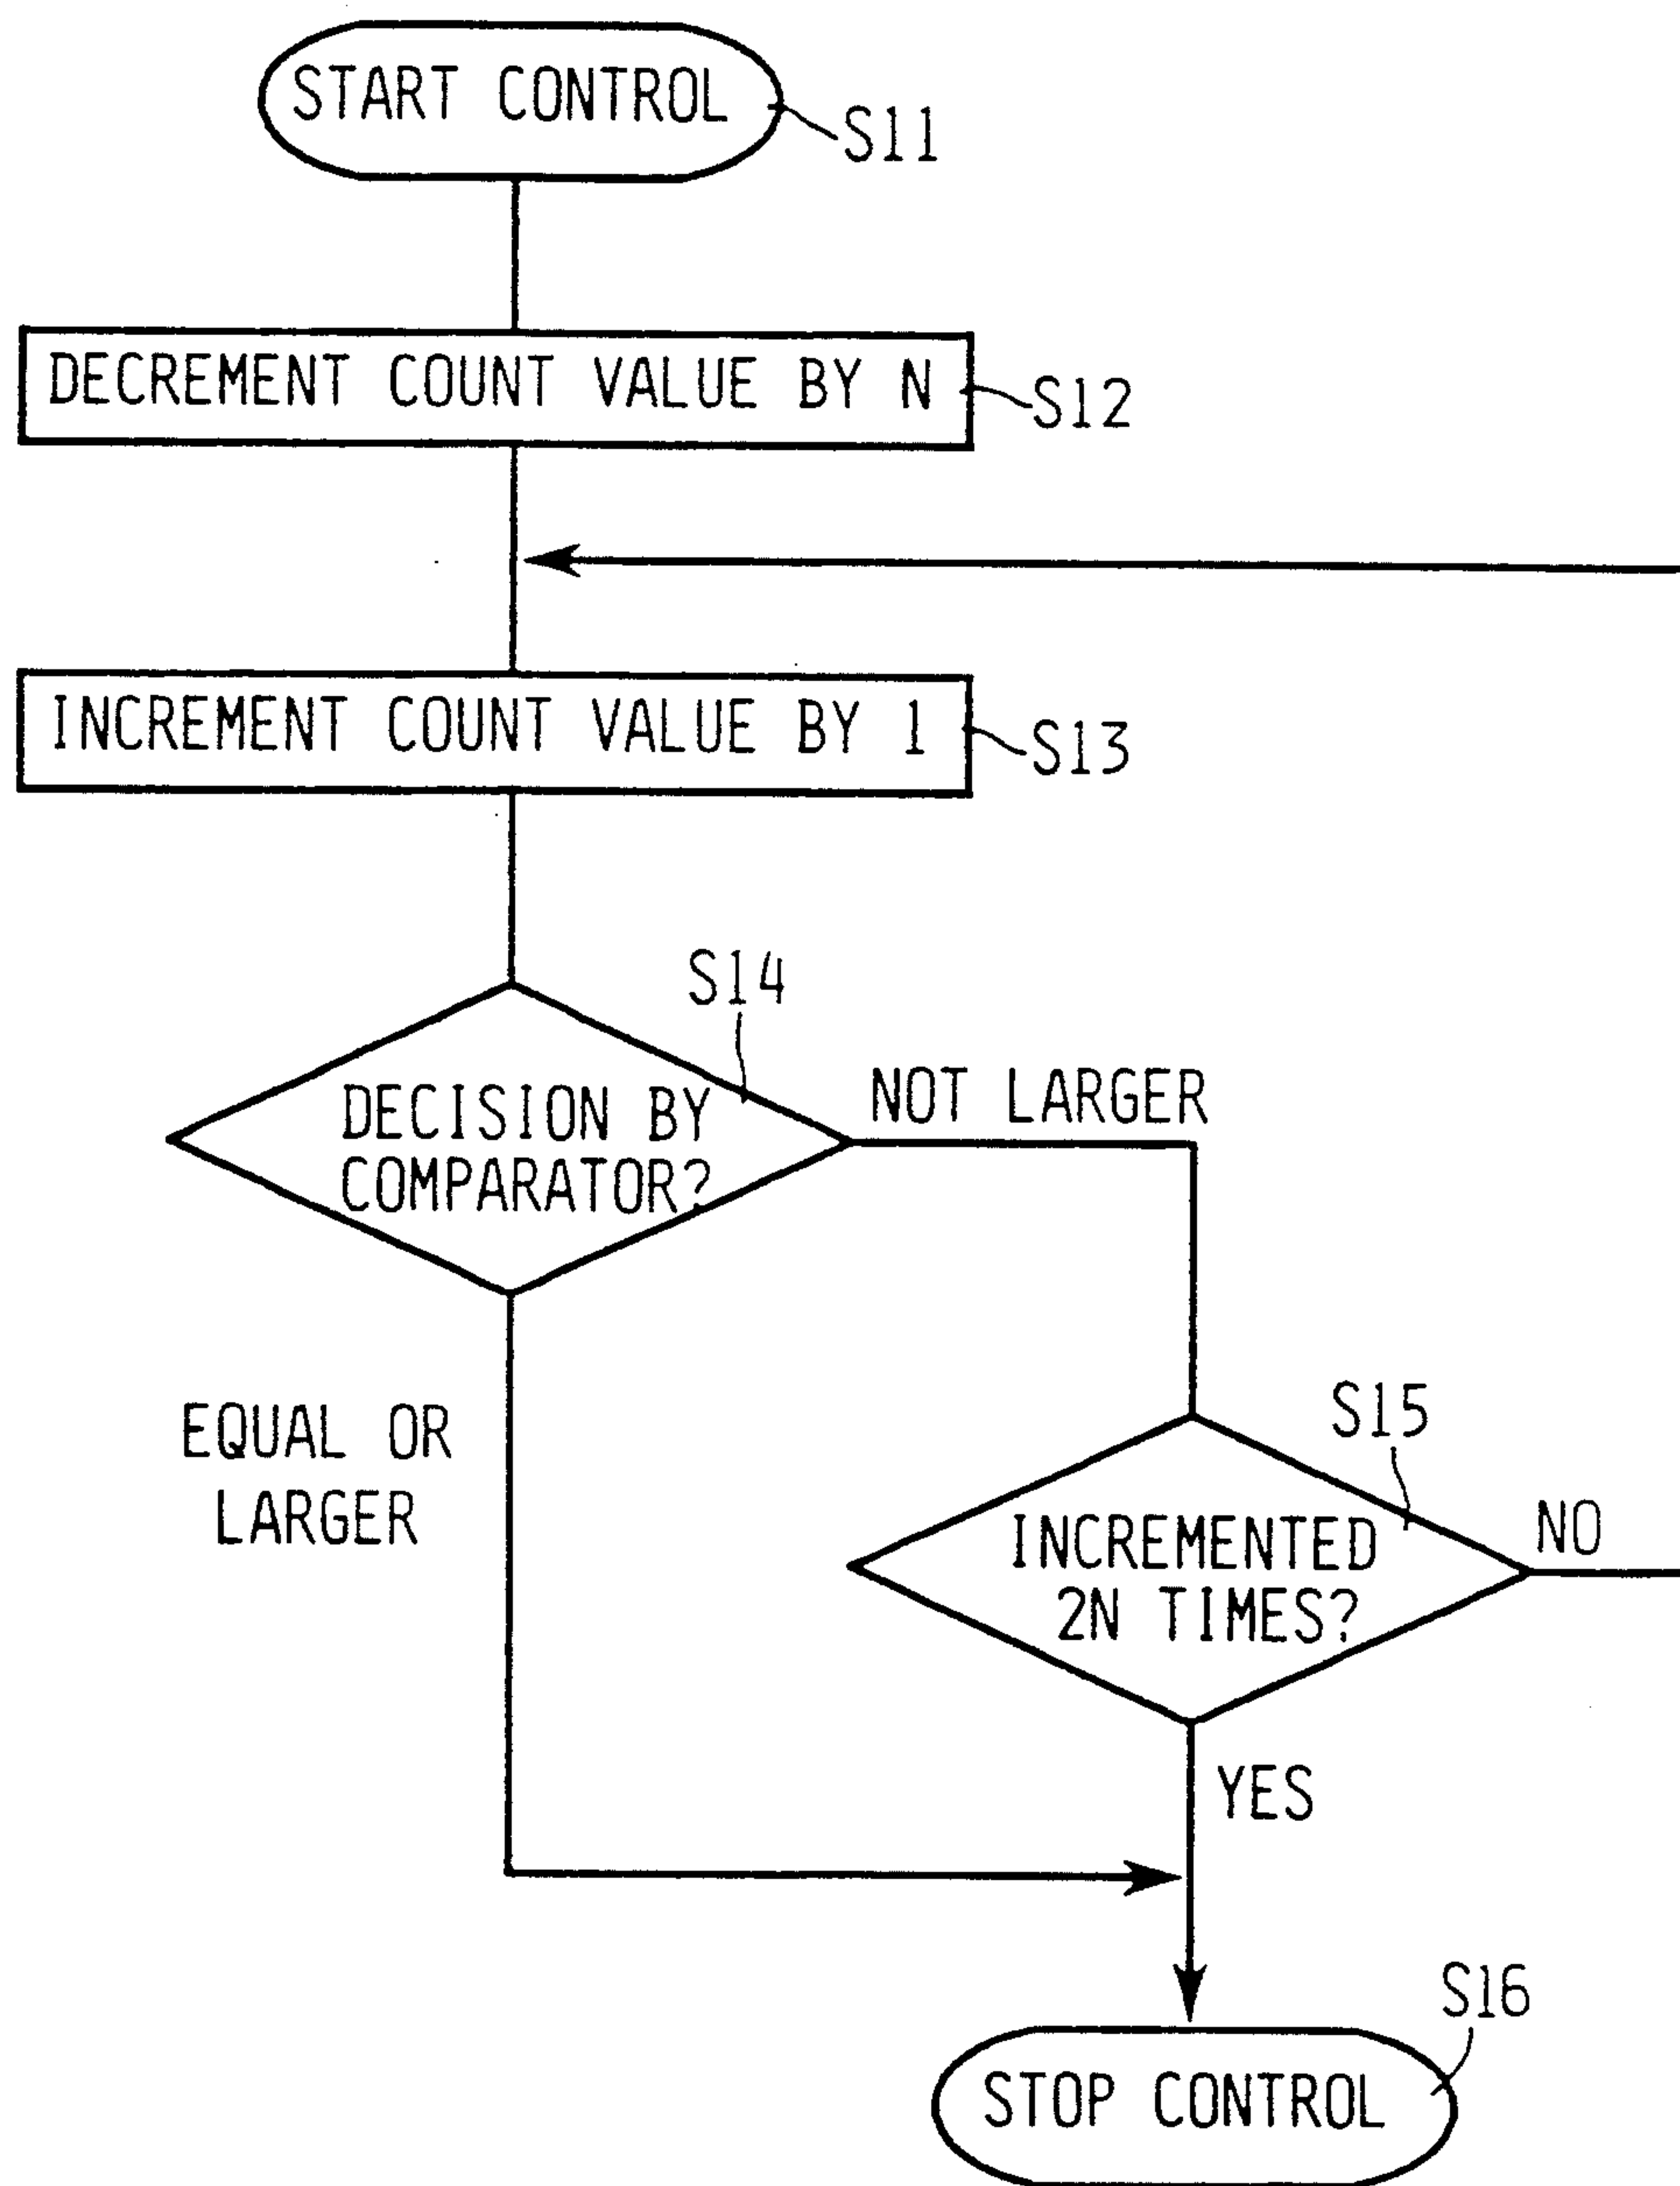 START CONTROL
S11
DECREMENT COUNT VALUE BY N
S12
INCREMENT COUNT VALUE BY 1
S13
S14
DECISION BY
COMPARATOR?
NOT LARGER
EQUAL OR
LARGER
S15
INCREMENTED
2N TIMES?
NO
YES
S16
STOP CONTROL